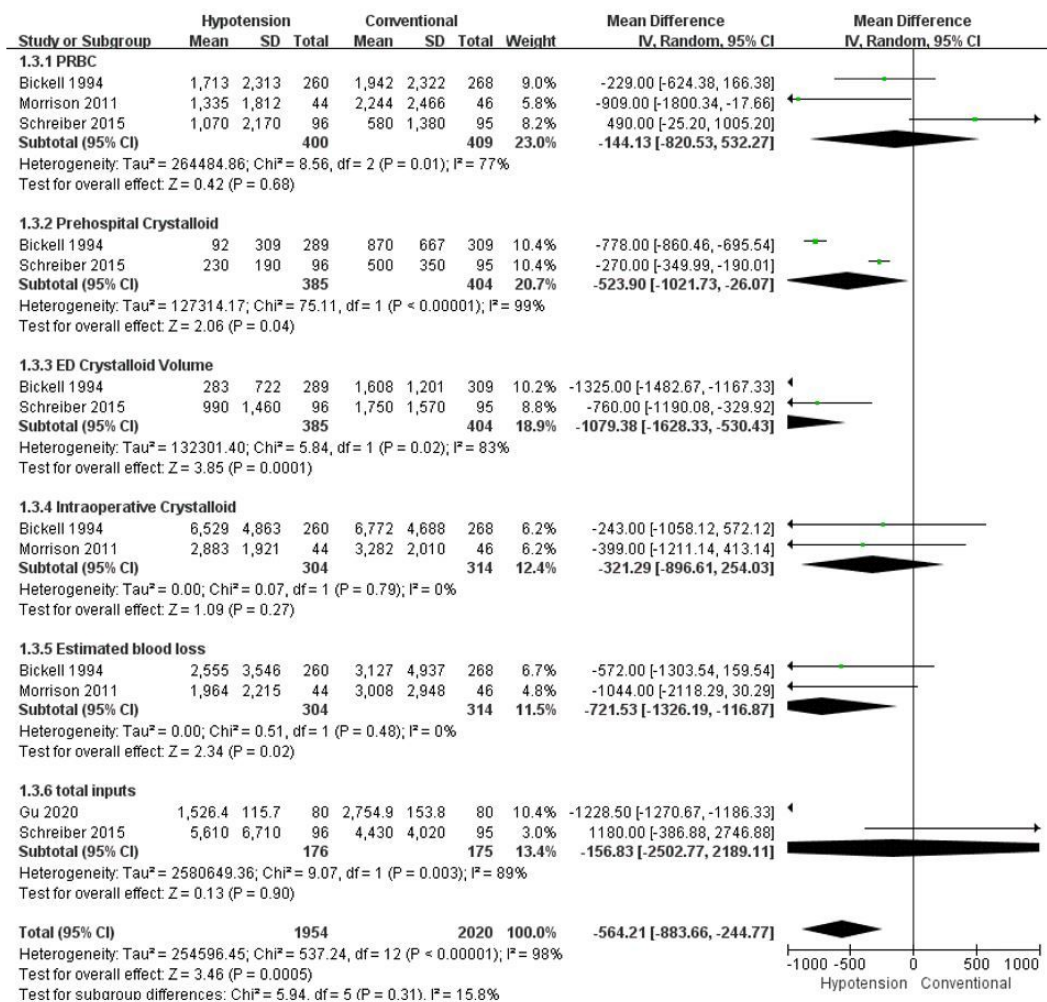 Hypotension Conventional Mean Difference Mean Difference
Study or Subgroup Mean SD Total Mean SD Total Weight IV, Random, 95% CI IV, Random, 95% CI
1.3.1 PRBC
Bickell 1994 1,713 2,313 260 1,942 2,322 268 9.0% -229.00 [-624.38, 166.38]
Morrison 2011 1,335 1,812 44 2,244 2,466 46 5.8% -909.00 [-1800.34, -17.66]
Schreiber 2015 1,070 2,170 96 580 1,380 95 8.2% 490.00 [-25.20, 1005.20]
Subtotal (95% CI) 400 409 23.0% -144.13 [-820.53, 532.27]
Heterogeneity: Tau² = 264484.86; Chi² = 8.56, df = 2 (P = 0.01); I² = 77%
Test for overall effect: Z = 0.42 (P = 0.68)
1.3.2 Prehospital Crystalloid
Bickell 1994 92 309 289 870 667 309 10.4% -778.00 [-860.46, -695.54]
Schreiber 2015 230 190 96 500 350 95 10.4% -270.00 [-349.99, -190.01]
Subtotal (95% CI) 385 404 20.7% -523.90 [-1021.73, -26.07]
Heterogeneity: Tau² = 127314.17; Chi² = 75.11, df = 1 (P < 0.00001); I² = 99%
Test for overall effect: Z = 2.06 (P = 0.04)
1.3.3 ED Crystalloid Volume
Bickell 1994 283 722 289 1,608 1,201 309 10.2% -1325.00 [-1482.67, -1167.33]
Schreiber 2015 990 1,460 96 1,750 1,570 95 8.8% -760.00 [-1190.08, -329.92]
Subtotal (95% CI) 385 404 18.9% -1079.38 [-1628.33, -530.43]
Heterogeneity: Tau² = 132301.40; Chi² = 5.84, df = 1 (P = 0.02); I² = 83%
Test for overall effect: Z = 3.85 (P = 0.0001)
1.3.4 Intraoperative Crystalloid
Bickell 1994 6,529 4,863 260 6,772 4,688 268 6.2% -243.00 [-1058.12, 572.12]
Morrison 2011 2,883 1,921 44 3,282 2,010 46 6.2% -399.00 [-1211.14, 413.14]
Subtotal (95% CI) 304 314 12.4% -321.29 [-896.61, 254.03]
Heterogeneity: Tau² = 0.00; Chi² = 0.07, df = 1 (P = 0.79); I² = 0%
Test for overall effect: Z = 1.09 (P = 0.27)
1.3.5 Estimated blood loss
Bickell 1994 2,555 3,546 260 3,127 4,937 268 6.7% -572.00 [-1303.54, 159.54]
Morrison 2011 1,964 2,215 44 3,008 2,948 46 4.8% -1044.00 [-2118.29, 30.29]
Subtotal (95% CI) 304 314 11.5% -721.53 [-1326.19, -116.87]
Heterogeneity: Tau² = 0.00; Chi² = 0.51, df = 1 (P = 0.48); I² = 0%
Test for overall effect: Z = 2.34 (P = 0.02)
1.3.6 total inputs
Gu 2020 1,526.4 115.7 80 2,754.9 153.8 80 10.4% -1228.50 [-1270.67, -1186.33]
Schreiber 2015 5,610 6,710 96 4,430 4,020 95 3.0% 1180.00 [-386.88, 2746.88]
Subtotal (95% CI) 176 175 13.4% -156.83 [-2502.77, 2189.11]
Heterogeneity: Tau² = 2580649.36; Chi² = 9.07, df = 1 (P = 0.003); I² = 89%
Test for overall effect: Z = 0.13 (P = 0.90)
Total (95% CI) 1954 2020 100.0% -564.21 [-883.66, -244.77]
Heterogeneity: Tau² = 254596.45; Chi² = 537.24, df = 12 (P < 0.00001); I² = 98%
Test for overall effect: Z = 3.46 (P = 0.0005)
Test for subgroup differences: Chi² = 5.94, df = 5 (P = 0.31), I² = 15.8%
-1000 -500 0 500 1000
Hypotension Conventional